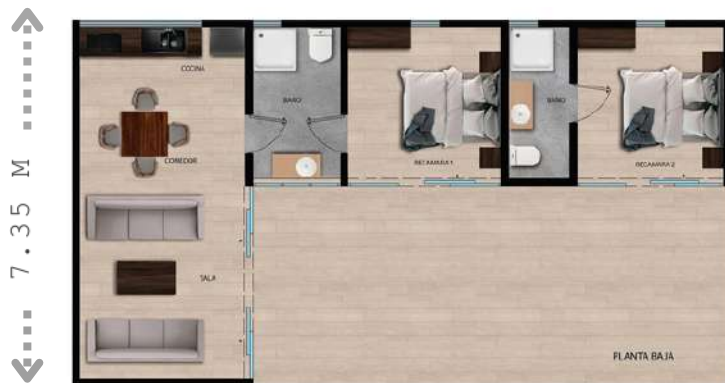 7.35 M
COCINA
BAÑO
BAÑO
COMEDOR
RECAMARA 1
RECAMARA 2
SALA
PLANTA BAJA